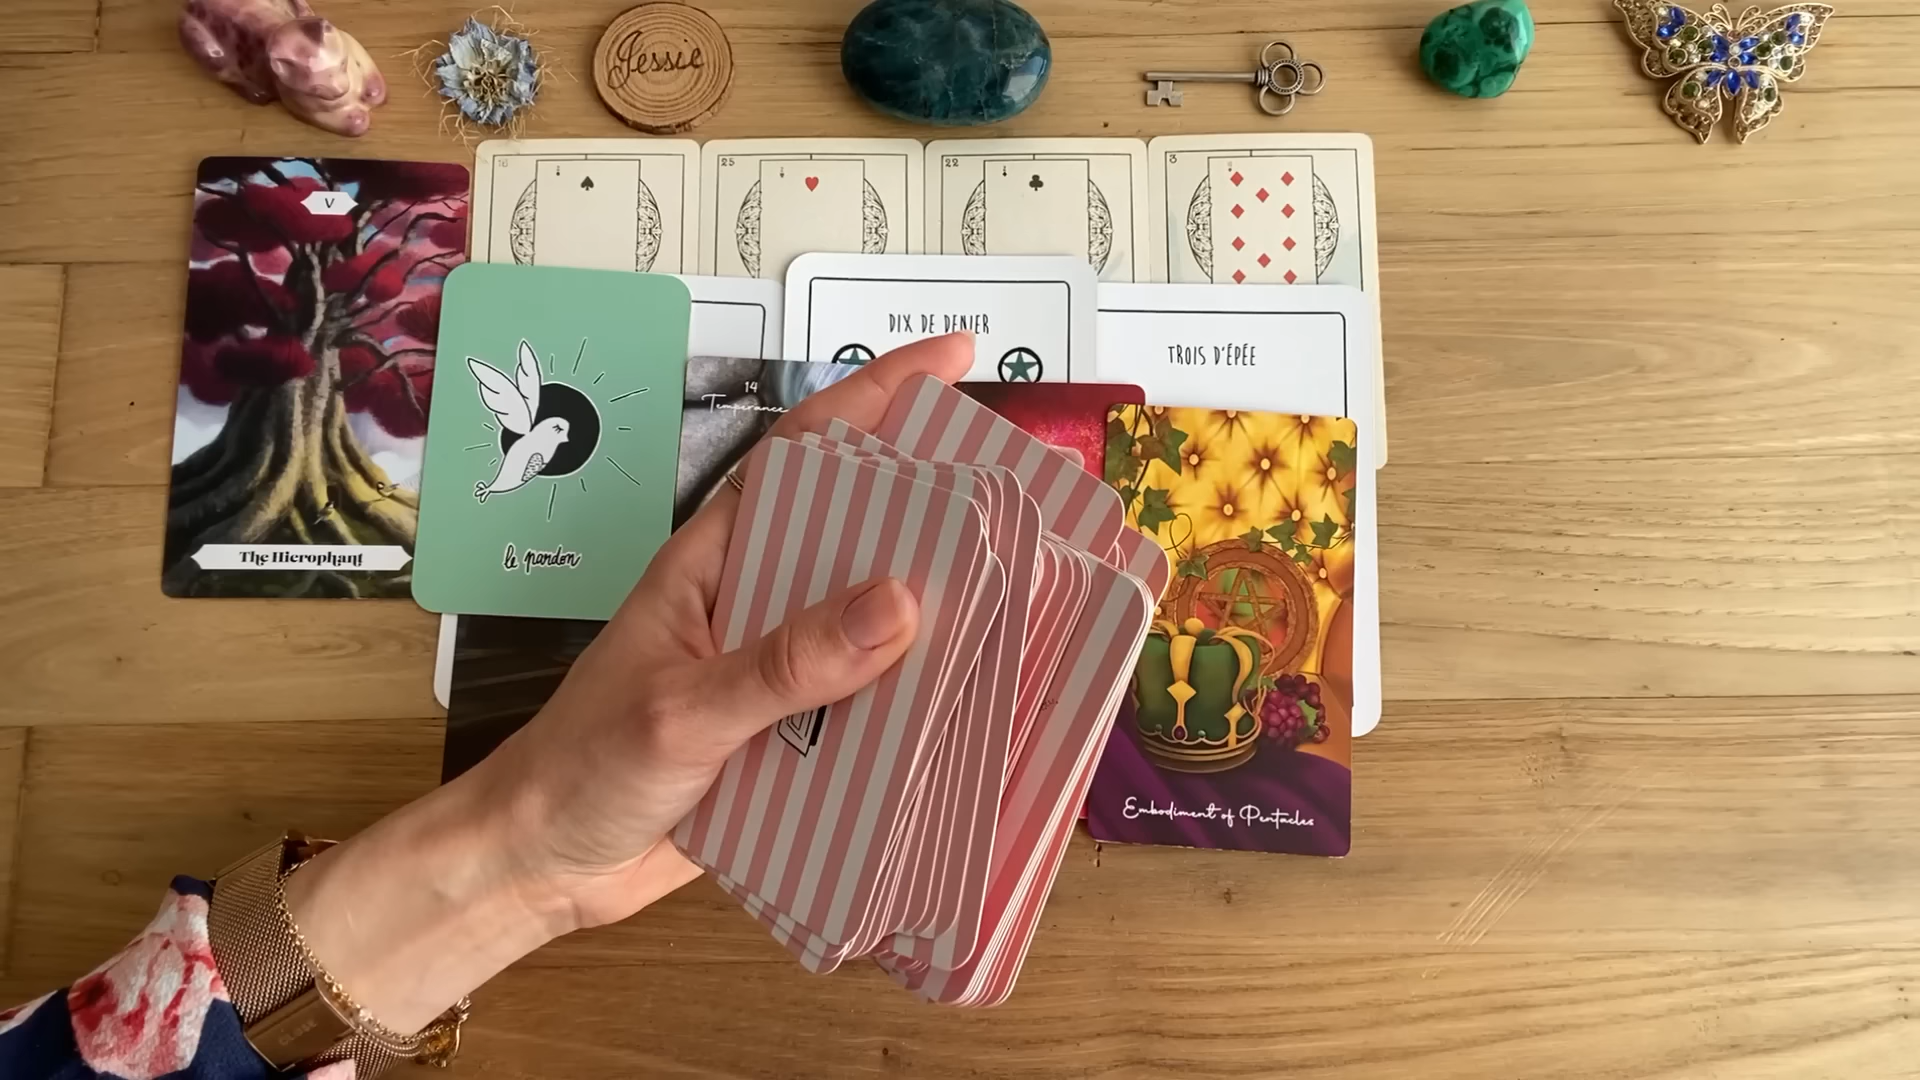 Jessie
16
25
22
3
V
DIX DE DENIER
TROIS D'ÉPÉE
14
Temperance
The Hierophant
le pardon
Embodiment of Pentacles